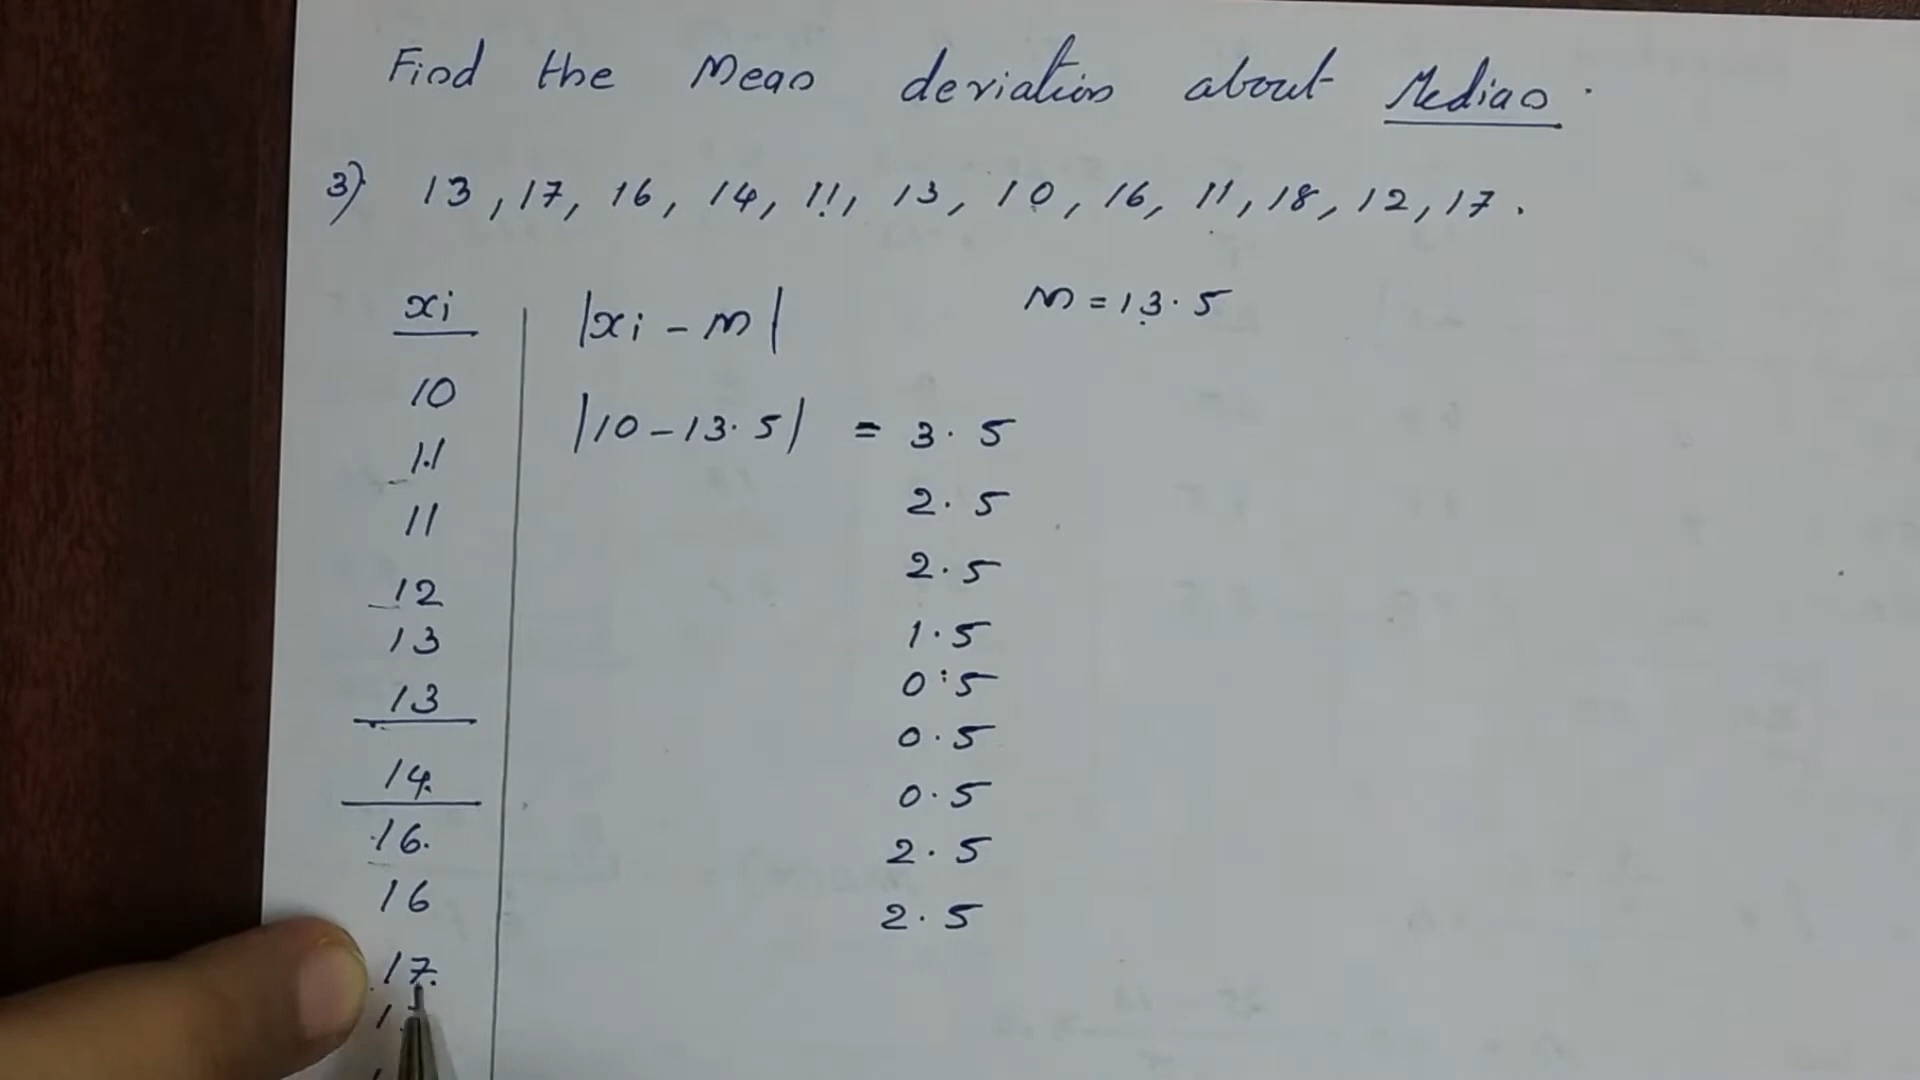 Find the Mean deviation about Median.
3) 13, 17, 16, 14, 11, 13, 10, 16, 11, 18, 12, 17.
xi |xi - M| M = 13.5
10 |10 - 13.5| = 3.5
11 2.5
11 2.5
12 1.5
13 0.5
13 0.5
14. 0.5
16. 2.5
16 2.5
17.